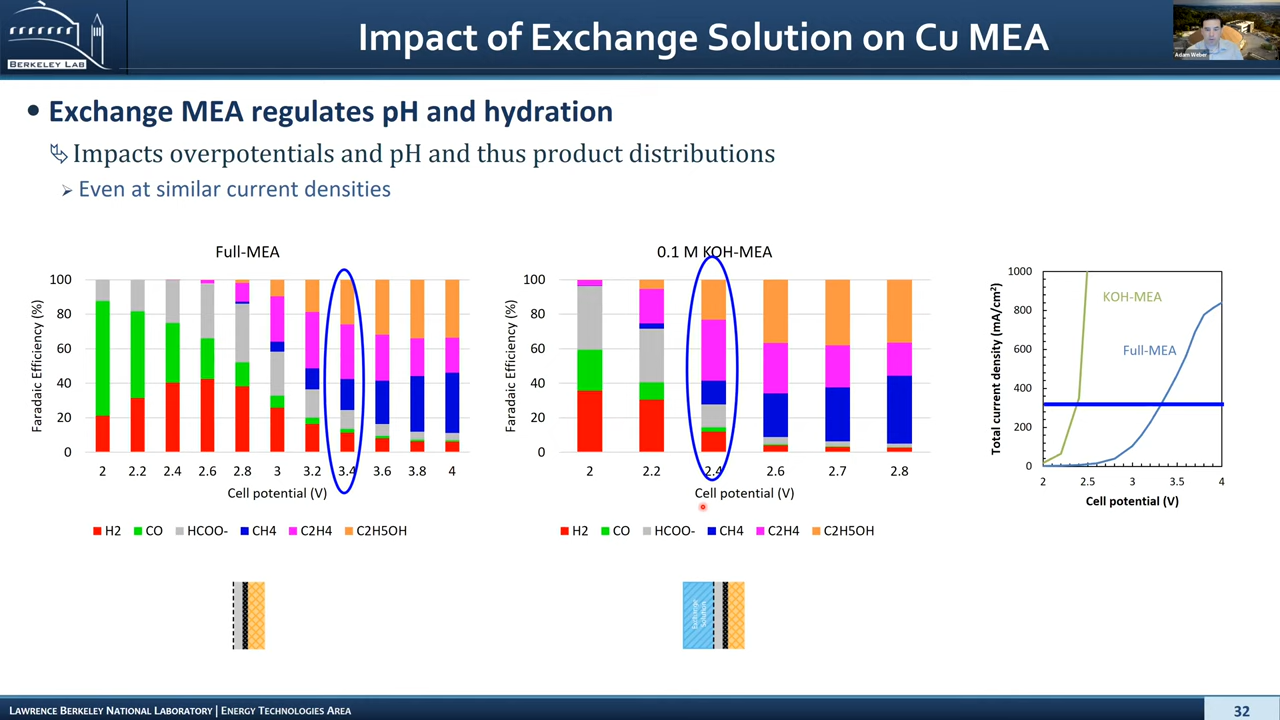 BERKELEY LAB
Impact of Exchange Solution on Cu MEA
Adam Weber
• Exchange MEA regulates pH and hydration
Impacts overpotentials and pH and thus product distributions
Even at similar current densities
Full-MEA
Faradaic Efficiency (%)
100
80
60
40
20
0
2 2.2 2.4 2.6 2.8 3 3.2 3.4 3.6 3.8 4
Cell potential (V)
H2 CO HCOO- CH4 C2H4 C2H5OH
0.1 M KOH-MEA
Faradaic Efficiency (%)
100
80
60
40
20
0
2 2.2 2.4 2.6 2.7 2.8
Cell potential (V)
H2 CO HCOO- CH4 C2H4 C2H5OH
Total current density (mA/cm²)
1000
800
600
400
200
0
KOH-MEA
Full-MEA
2 2.5 3 3.5 4
Cell potential (V)
Exchange
Solution
LAWRENCE BERKELEY NATIONAL LABORATORY | ENERGY TECHNOLOGIES AREA
32